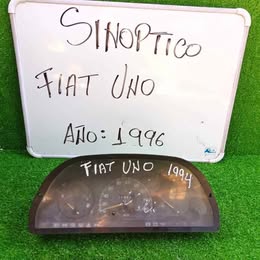 SINOPTICO
FIAT UNO
AÑO: 1996
FIAT UNO 1994